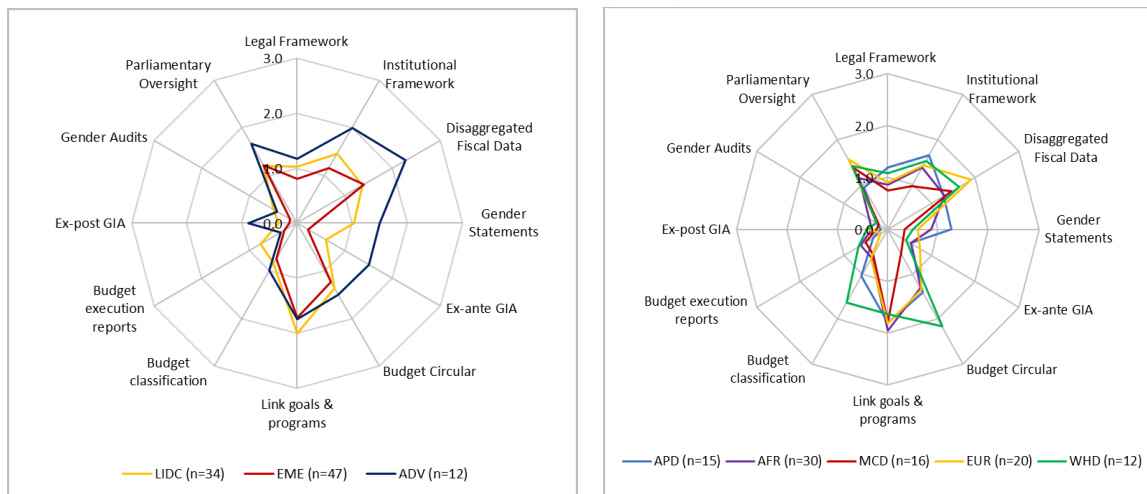 Legal Framework
3.0
Parliamentary
Oversight
Institutional
Framework
2.0
Gender Audits
Disaggregated
Fiscal Data
1.0
Ex-post GIA
0.0
Gender
Statements
Budget
execution
reports
Ex-ante GIA
Budget
classification
Budget Circular
Link goals &
programs
LIDC (n=34) EME (n=47) ADV (n=12)
Legal Framework
3.0
Parliamentary
Oversight
Institutional
Framework
2.0
Gender Audits
Disaggregated
Fiscal Data
1.0
Ex-post GIA
0.0
Gender
Statements
Budget execution
reports
Ex-ante GIA
Budget
classification
Budget Circular
Link goals &
programs
APD (n=15) AFR (n=30) MCD (n=16) EUR (n=20) WHD (n=12)